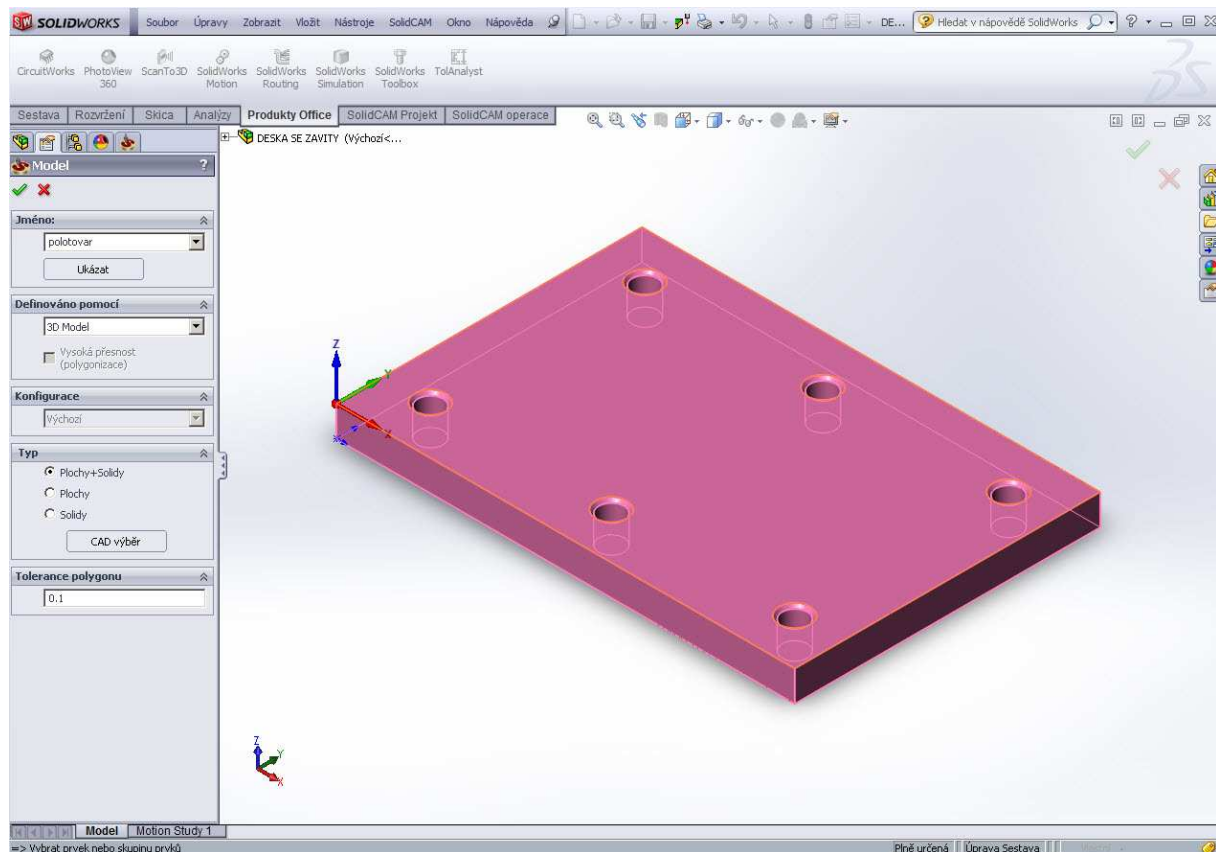 SW SOLIDWORKS Soubor Úpravy Zobrazit Vložit Nástroje SolidCAM Okno Nápověda DE... Hledat v nápovědě SolidWorks ?
CircuitWorks PhotoView 360 ScanTo3D SolidWorks Motion SolidWorks Routing SolidWorks Simulation SolidWorks Toolbox TolAnalyst
Sestava Rozvržení Skica Analýzy Produkty Office SolidCAM Projekt SolidCAM operace
DESKA SE ZAVITY (Výchozí<...
Model ?
Jméno:
polotovar
Ukázat
Definováno pomocí
3D Model
Vysoká přesnost
(polygonizace)
Konfigurace
Výchozí
Typ
Plochy+Solidy
Plochy
Solidy
CAD výběr
Tolerance polygonu
0.1
Z
Y
X
Z
Y
X
Model Motion Study 1
=> Vybrat prvek nebo skupinu prvků Plně určená Úprava Sestava